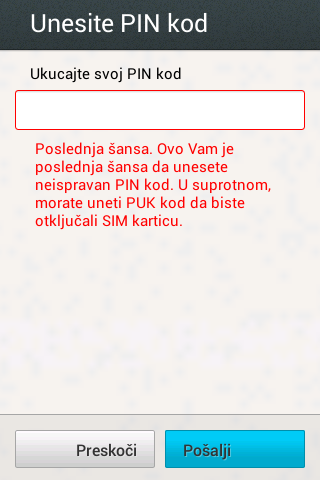 Unesite PIN kod
Ukucajte svoj PIN kod
Poslednja šansa. Ovo Vam je
poslednja šansa da unesete
neispravan PIN kod. U suprotnom,
morate uneti PUK kod da biste
otključali SIM karticu.
Preskoči
Pošalji